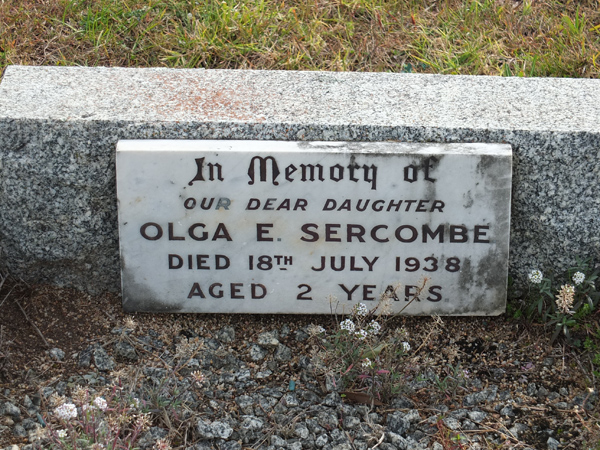 In Memory of
OUR DEAR DAUGHTER
OLGA E. SERCOMBE
DIED 18TH JULY 1938
AGED 2 YEARS